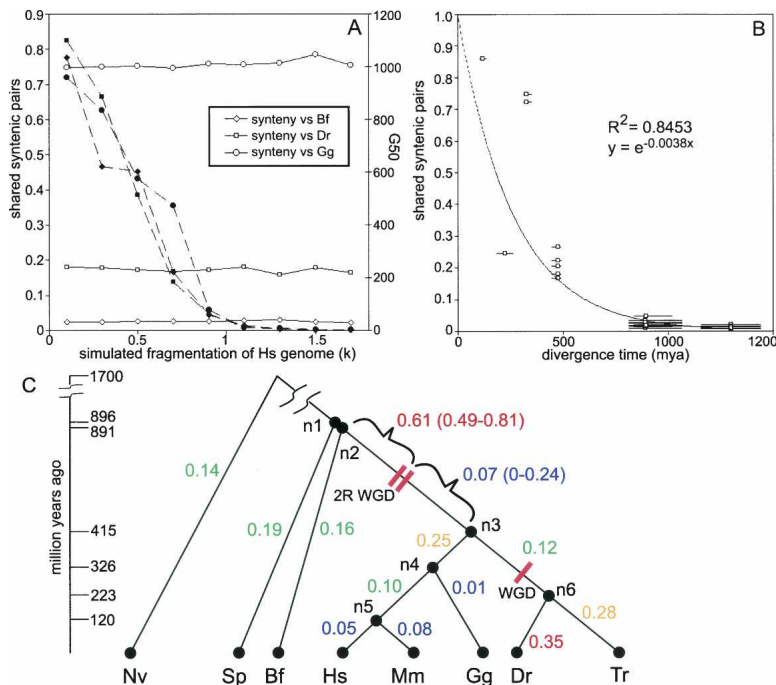 A
0.9
0.8
0.7
0.6
0.5
0.4
0.3
0.2
0.1
0
shared syntenic pairs
0
0.5
1
1.5
simulated fragmentation of Hs genome (k)
1200
1000
800
600
400
200
0
G50
synteny vs Bf
synteny vs Dr
synteny vs Gg
B
1.0
0.9
0.8
0.7
0.6
0.5
0.4
0.3
0.2
0.1
0
shared syntenic pairs
R2= 0.8453
y = e-0.0038x
0
500
1000
1200
divergence time (mya)
C
1700
896
891
415
326
223
120
million years ago
n1
n2
0.61 (0.49-0.81)
0.14
2R WGD
0.07 (0-0.24)
0.19
0.16
n3
0.25
0.12
n4
WGD
n6
0.10
0.01
n5
0.28
0.05
0.08
0.35
Nv
Sp
Bf
Hs
Mm
Gg
Dr
Tr